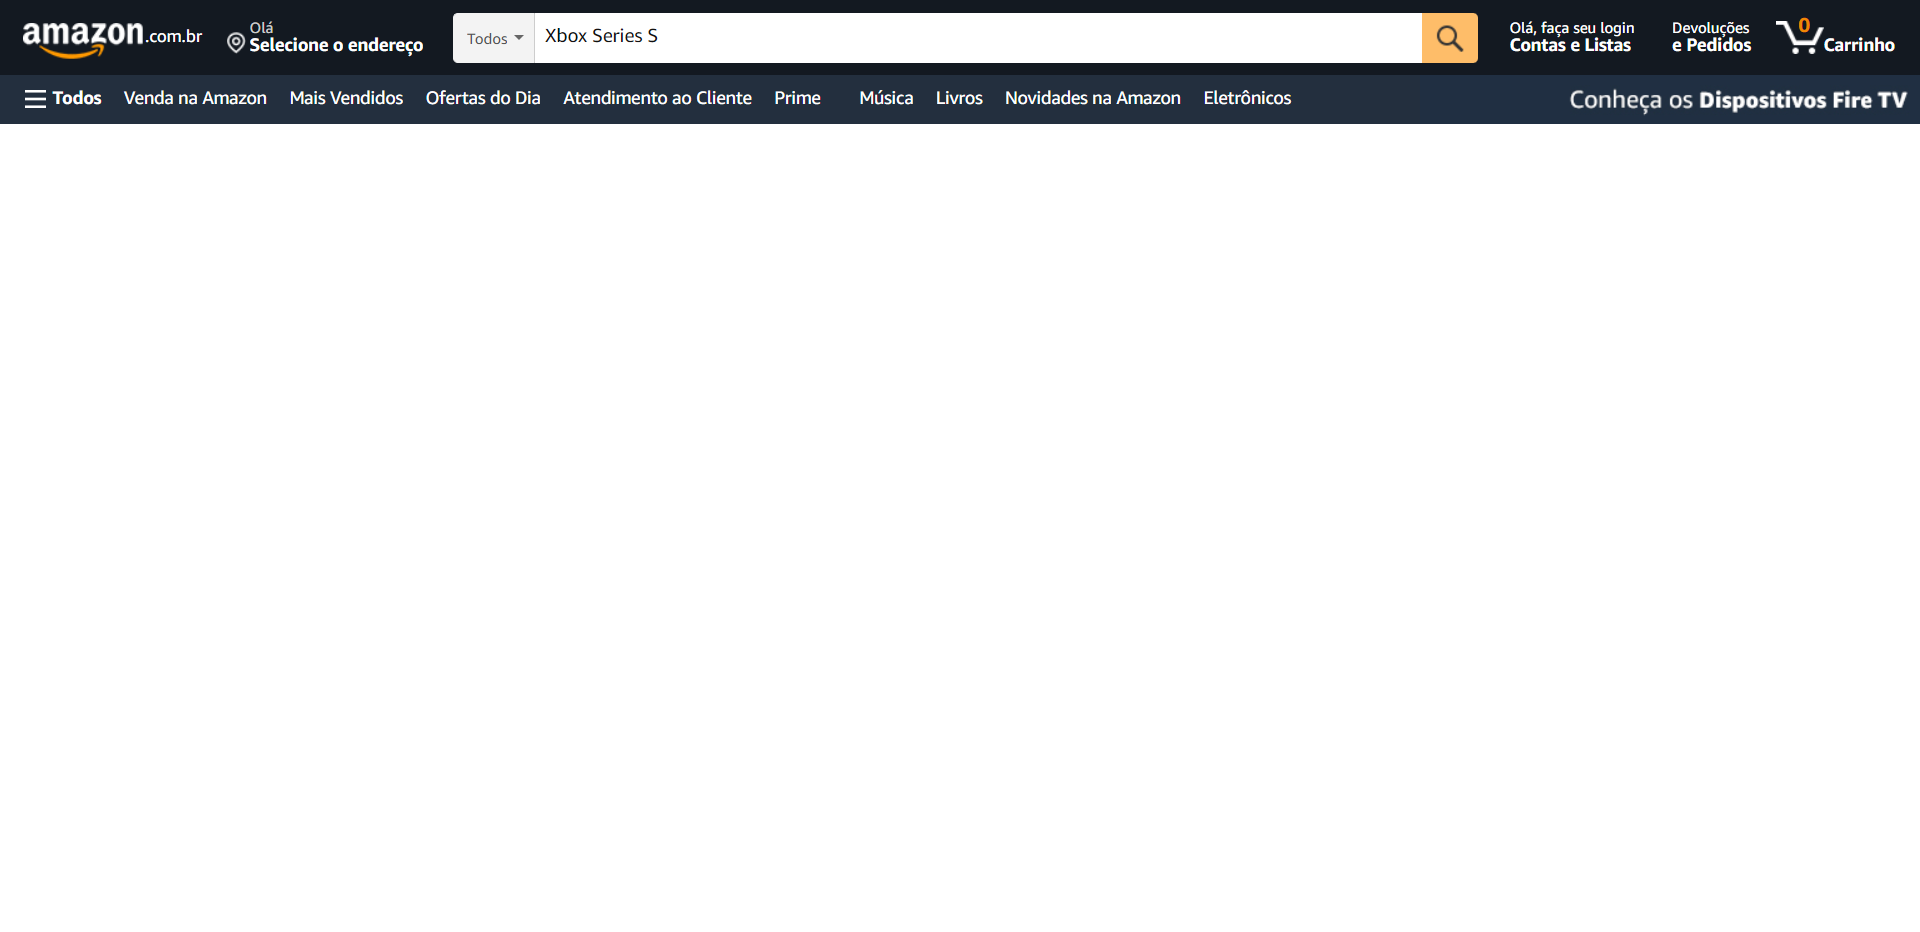 amazon.com.br
Olá
Selecione o endereço
Todos
Xbox Series S
Olá, faça seu login
Contas e Listas
Devoluções
e Pedidos
0
Carrinho
Todos
Venda na Amazon
Mais Vendidos
Ofertas do Dia
Atendimento ao Cliente
Prime
Música
Livros
Novidades na Amazon
Eletrônicos
Conheça os Dispositivos Fire TV